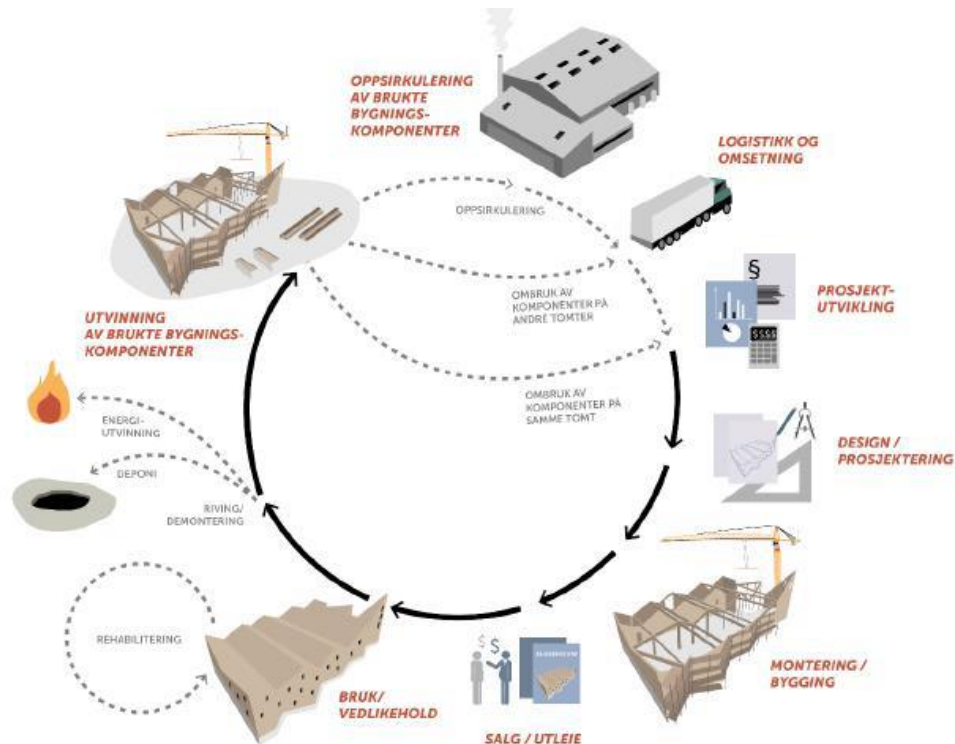 OPPSIRKULERING
AV BRUKTE
BYGNINGS-
KOMPONENTER
LOGISTIKK OG
OMSETNING
OPPSIRKULERING
§
PROSJEKT-
UTVIKLING
$$$$
OMBRUK AV
KOMPONENTER PÅ
ANDRE TOMTER
UTVINNING
AV BRUKTE BYGNINGS-
KOMPONENTER
OMBRUK AV
KOMPONENTER PÅ
SAMME TOMT
ENERGI-
UTVINNING
DESIGN /
PROSJEKTERING
DEPONI
RIVING/
DEMONTERING
REHABILITERING
$ $
BRUK/
VEDLIKEHOLD
MONTERING /
BYGGING
SALG / UTLEIE